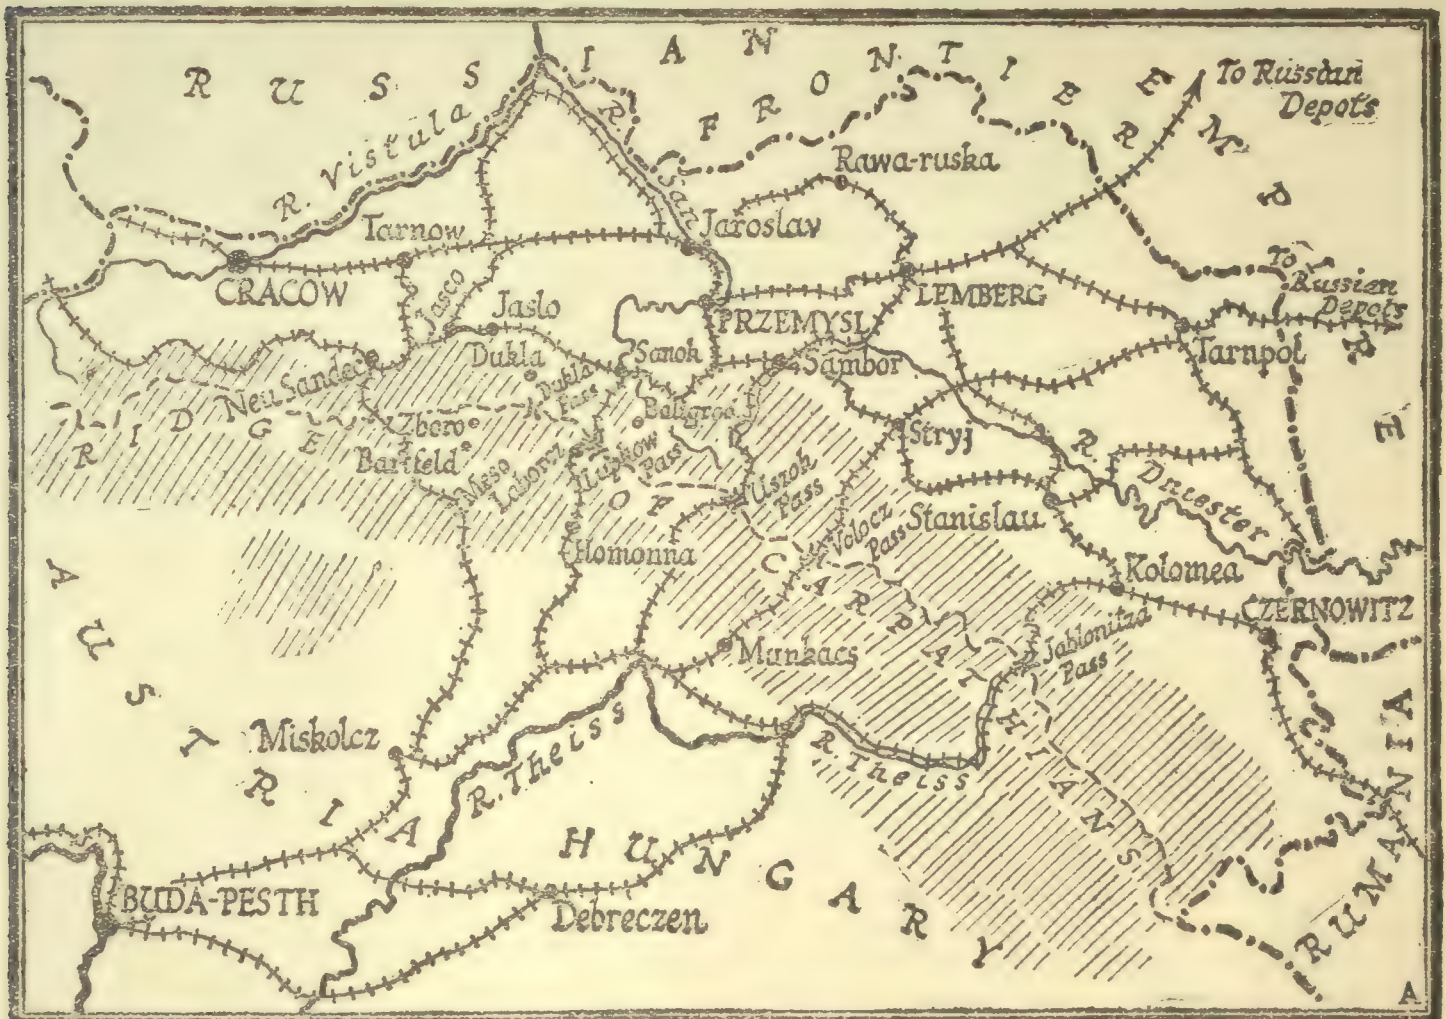 RUSSIAN
EMPIRE
FRONTIER
To Russian
Depots
R. Vistula
R. San
Rawa-ruska
Tarnow
Jaroslav
CRACOW
To
Russian
Depots
LEMBERG
Jasco
Jaslo
PRZEMYSL
Tarnpol
Dukla
Sanok
Sambor
Dukla
Pass
Neu Sandec
Baligrod
RIDGE OF CARPATHIANS
Zboro
Bartfeld
Stryj
R. Dniester
Meso
Laborcz
Lupkow
Pass
Uszok
Pass
Volocz
Pass
Stanislau
Homonna
Kolomea
CZERNOWITZ
Jablonitza
Pass
Munkacs
AUSTRIA
HUNGARY
Miskolcz
R. Theiss
R. Theiss
RUMANIA
BUDA-PESTH
Debreczen
A